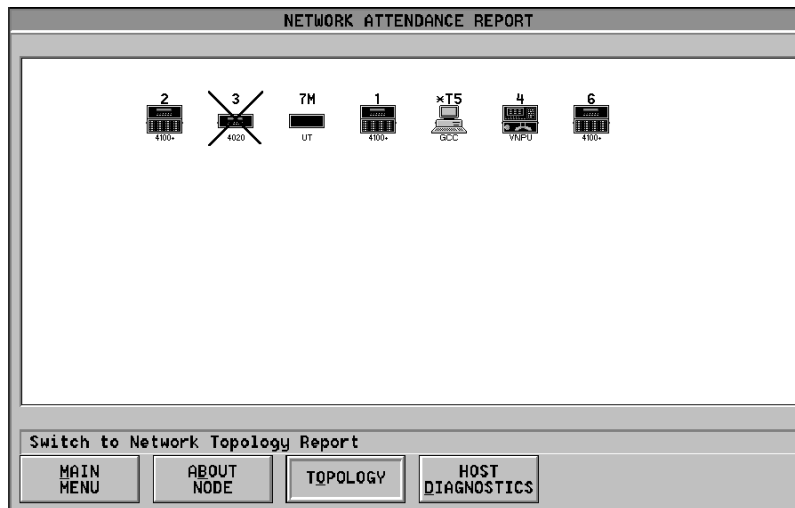 NETWORK ATTENDANCE REPORT
2 3 7M 1 *T5 4 6
4100+ 4020 UT 4100+ GCC VNPU 4100+
Switch to Network Topology Report
MAIN MENU
ABOUT NODE
TOPOLOGY
HOST DIAGNOSTICS